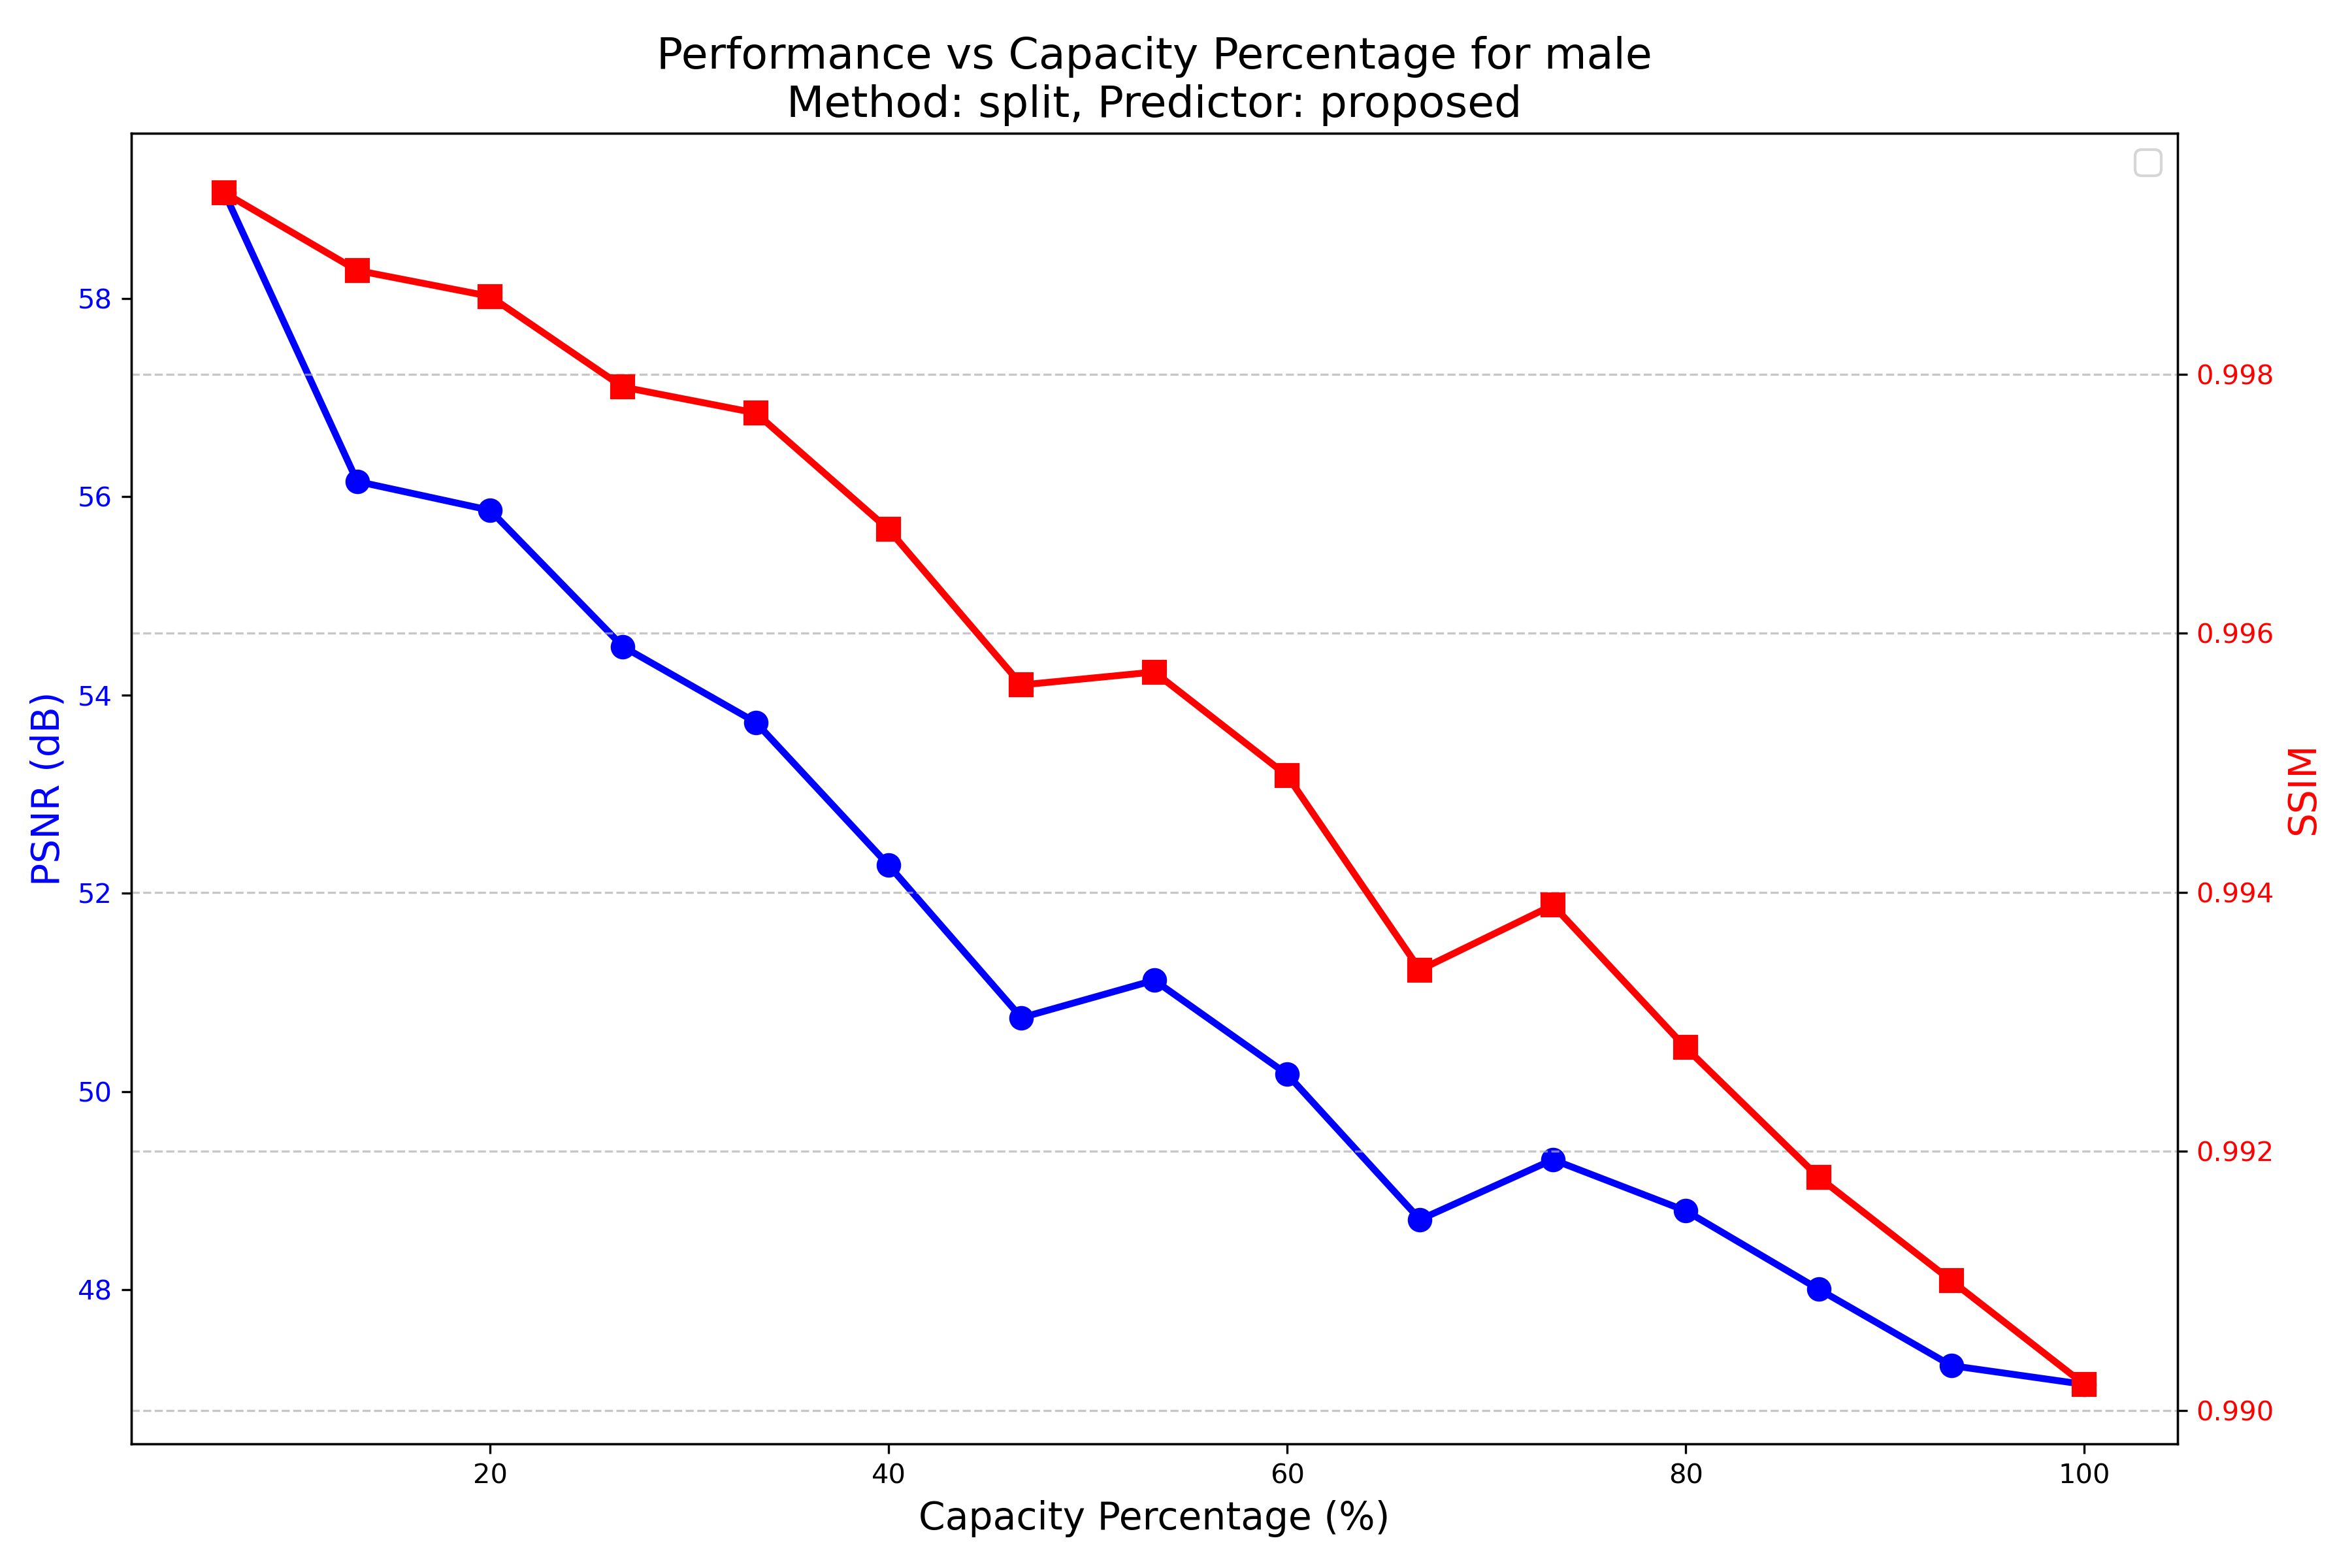 Performance vs Capacity Percentage for male
Method: split, Predictor: proposed
PSNR (dB)
58
56
54
52
50
48
0.998
0.996
0.994
0.992
0.990
SSIM
20 40 60 80 100
Capacity Percentage (%)